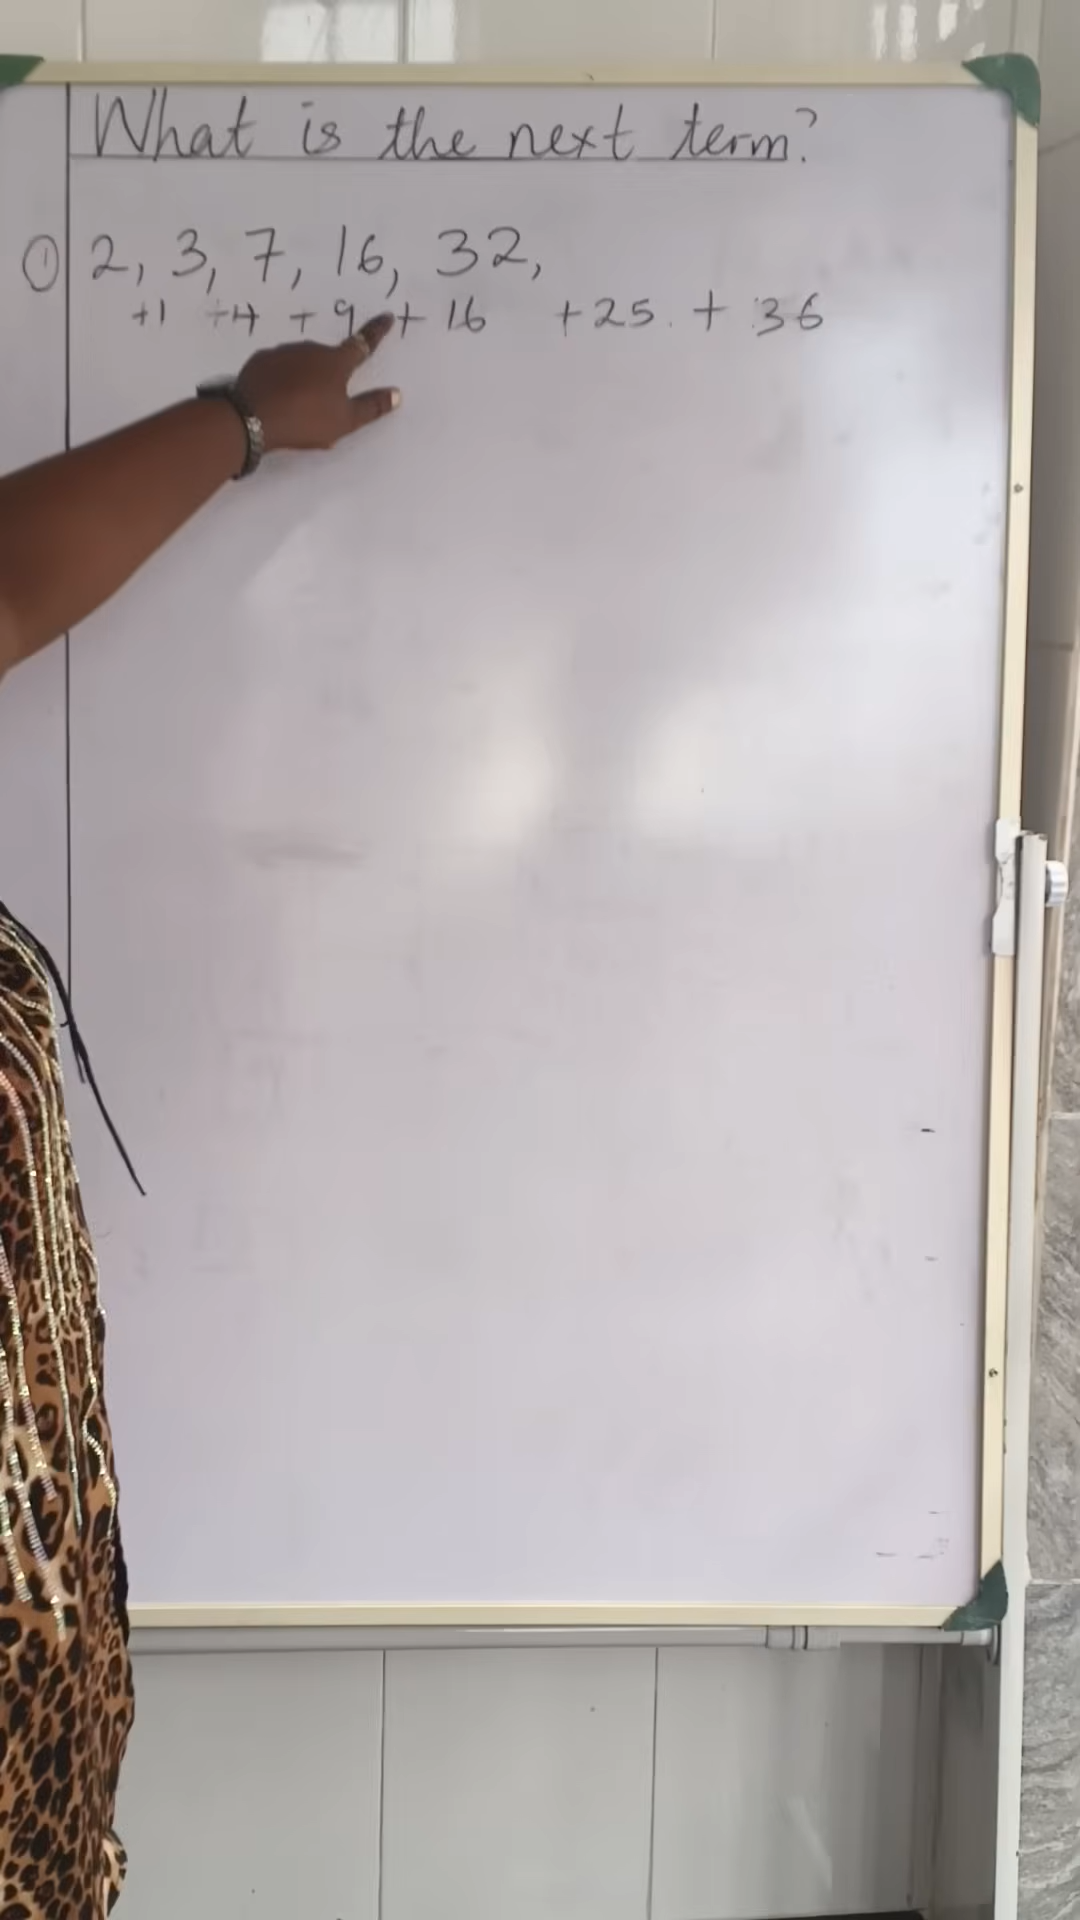 What is the next term?
① 2, 3, 7, 16, 32,
+1 +4 + 9 + 16 +25 + 36